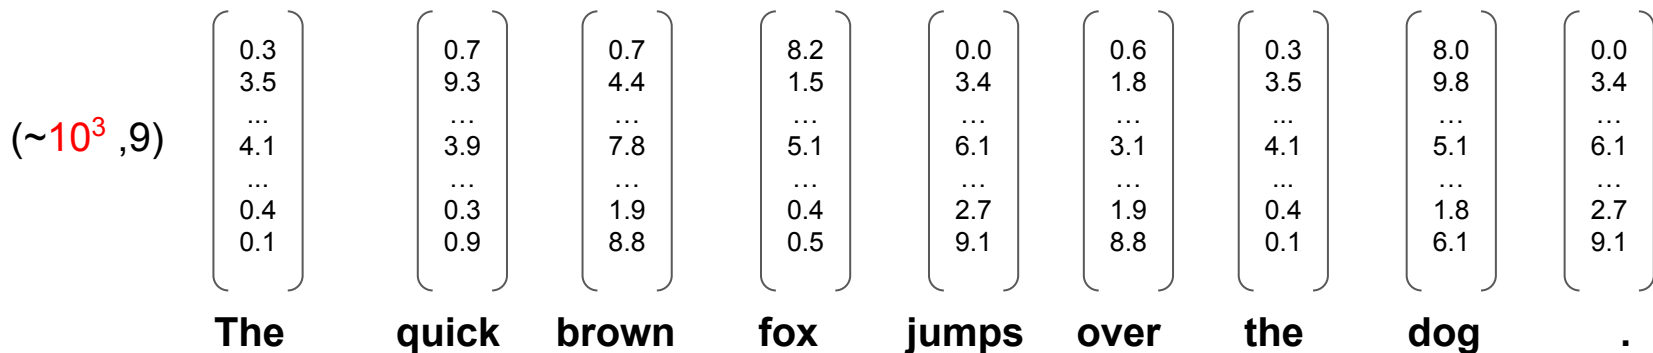 0.3 0.7 0.7 8.2 0.0 0.6 0.3 8.0 0.0
3.5 9.3 4.4 1.5 3.4 1.8 3.5 9.8 3.4
... … … … … … ... … …
(~10³ ,9) 4.1 3.9 7.8 5.1 6.1 3.1 4.1 5.1 6.1
... … … … … … ... … …
0.4 0.3 1.9 0.4 2.7 1.9 0.4 1.8 2.7
0.1 0.9 8.8 0.5 9.1 8.8 0.1 6.1 9.1
The quick brown fox jumps over the dog .